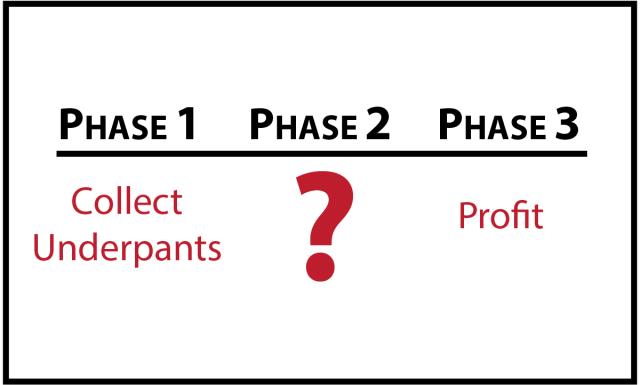 PHASE 1 PHASE 2 PHASE 3
Collect
Underpants
?
Profit